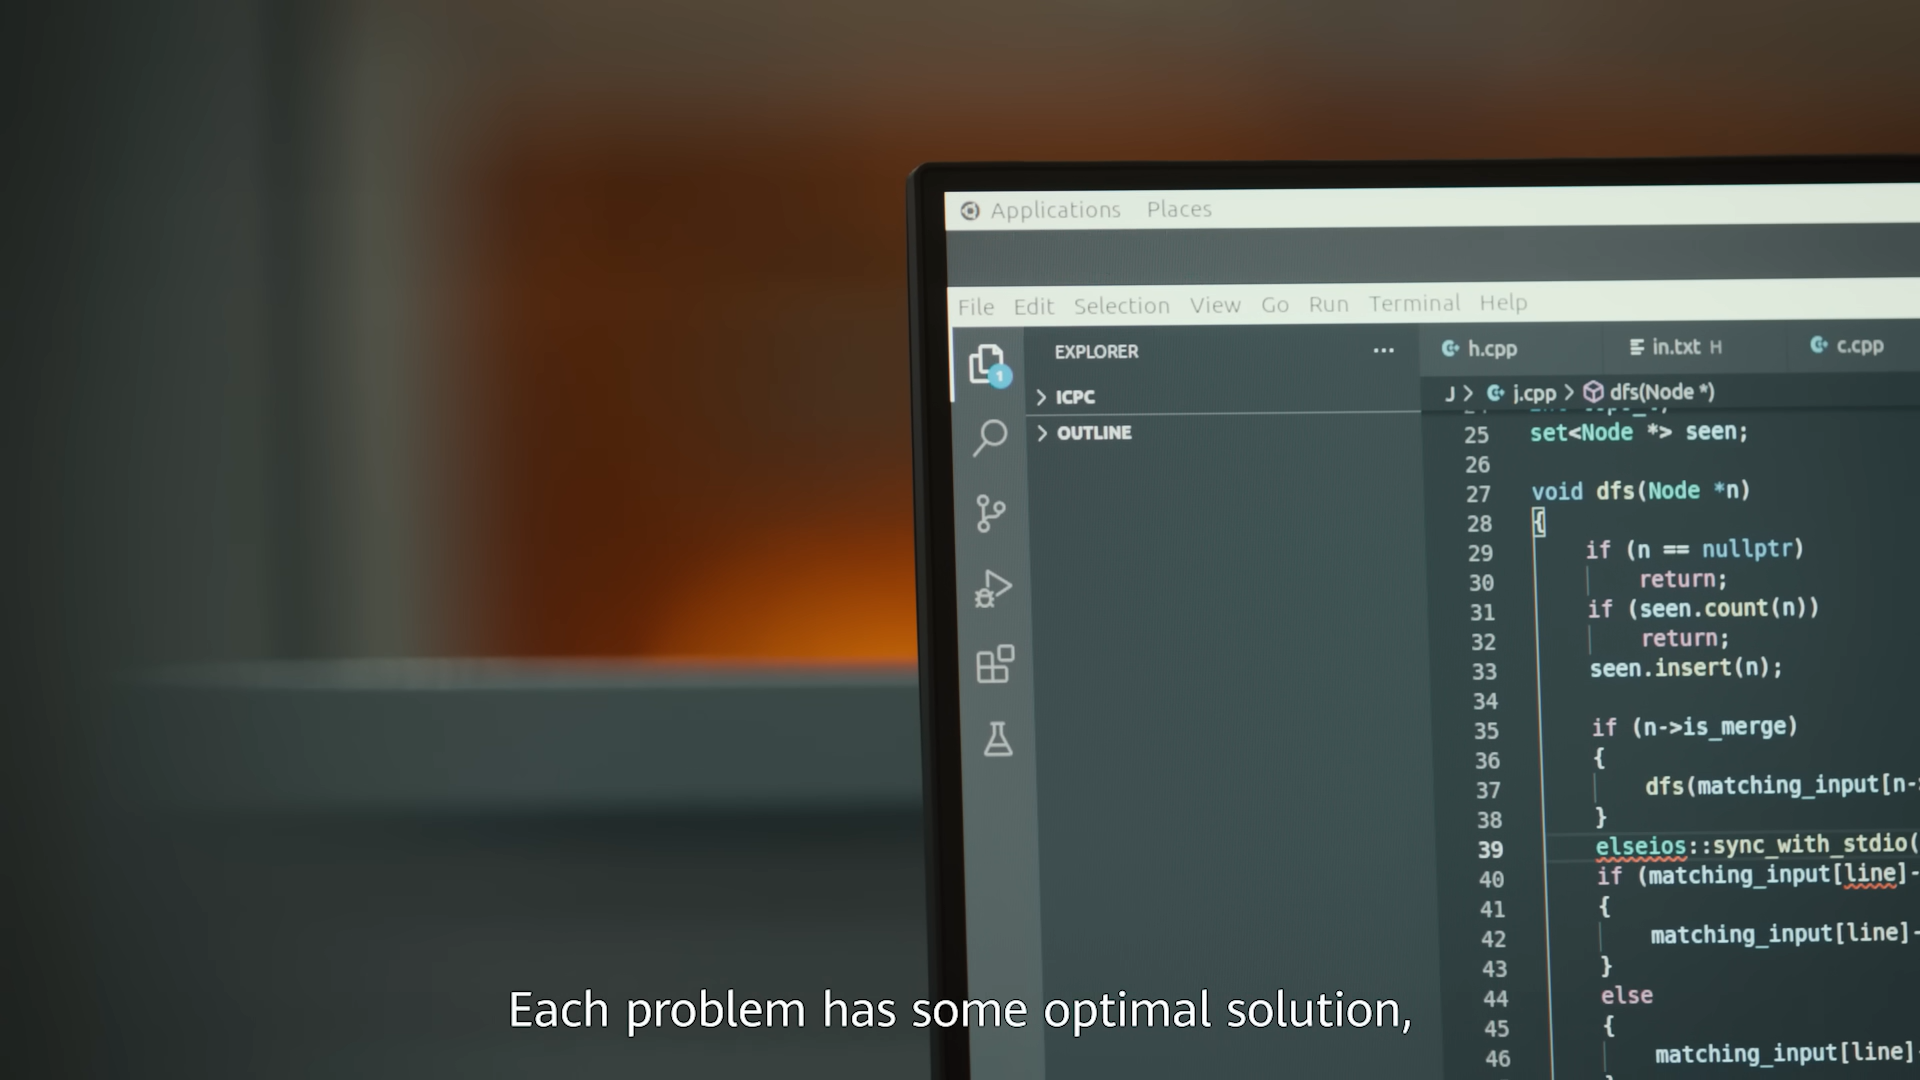 Applications Places
File Edit Selection View Go Run Terminal Help
EXPLORER ...
ICPC
OUTLINE
h.cpp in.txt H c.cpp
J > j.cpp > dfs(Node *)
25 set<Node *> seen;
26
27 void dfs(Node *n)
28 {
29 if (n == nullptr)
30 return;
31 if (seen.count(n))
32 return;
33 seen.insert(n);
34
35 if (n->is_merge)
36 {
37 dfs(matching_input[n-
38 }
39 elseios::sync_with_stdio(
40 if (matching_input[line]-
41 {
42 matching_input[line]-
43 }
44 else
45 {
46 matching_input[line]-
1
Each problem has some optimal solution,